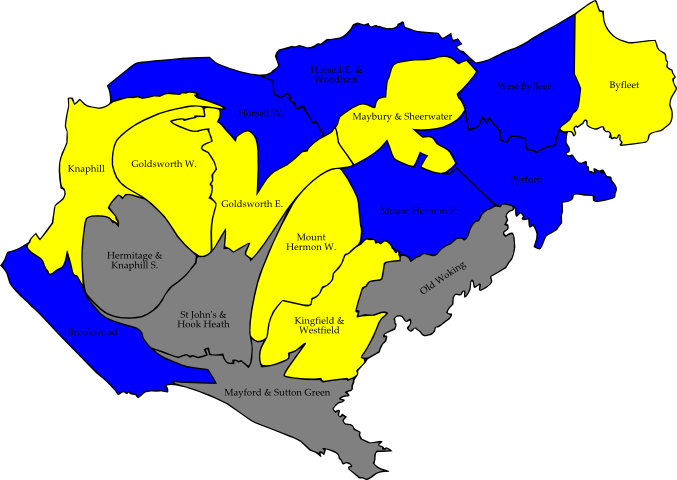 Horsell E. &
Woodham
West Byfleet
Byfleet
Horsell W.
Maybury & Sheerwater
Knaphill
Goldsworth W.
Pyrford
Goldsworth E.
Mount Hermon E.
Mount
Hermon W.
Hermitage &
Knaphill S.
Old Woking
St John's &
Hook Heath
Kingfield &
Westfield
Brookwood
Mayford & Sutton Green